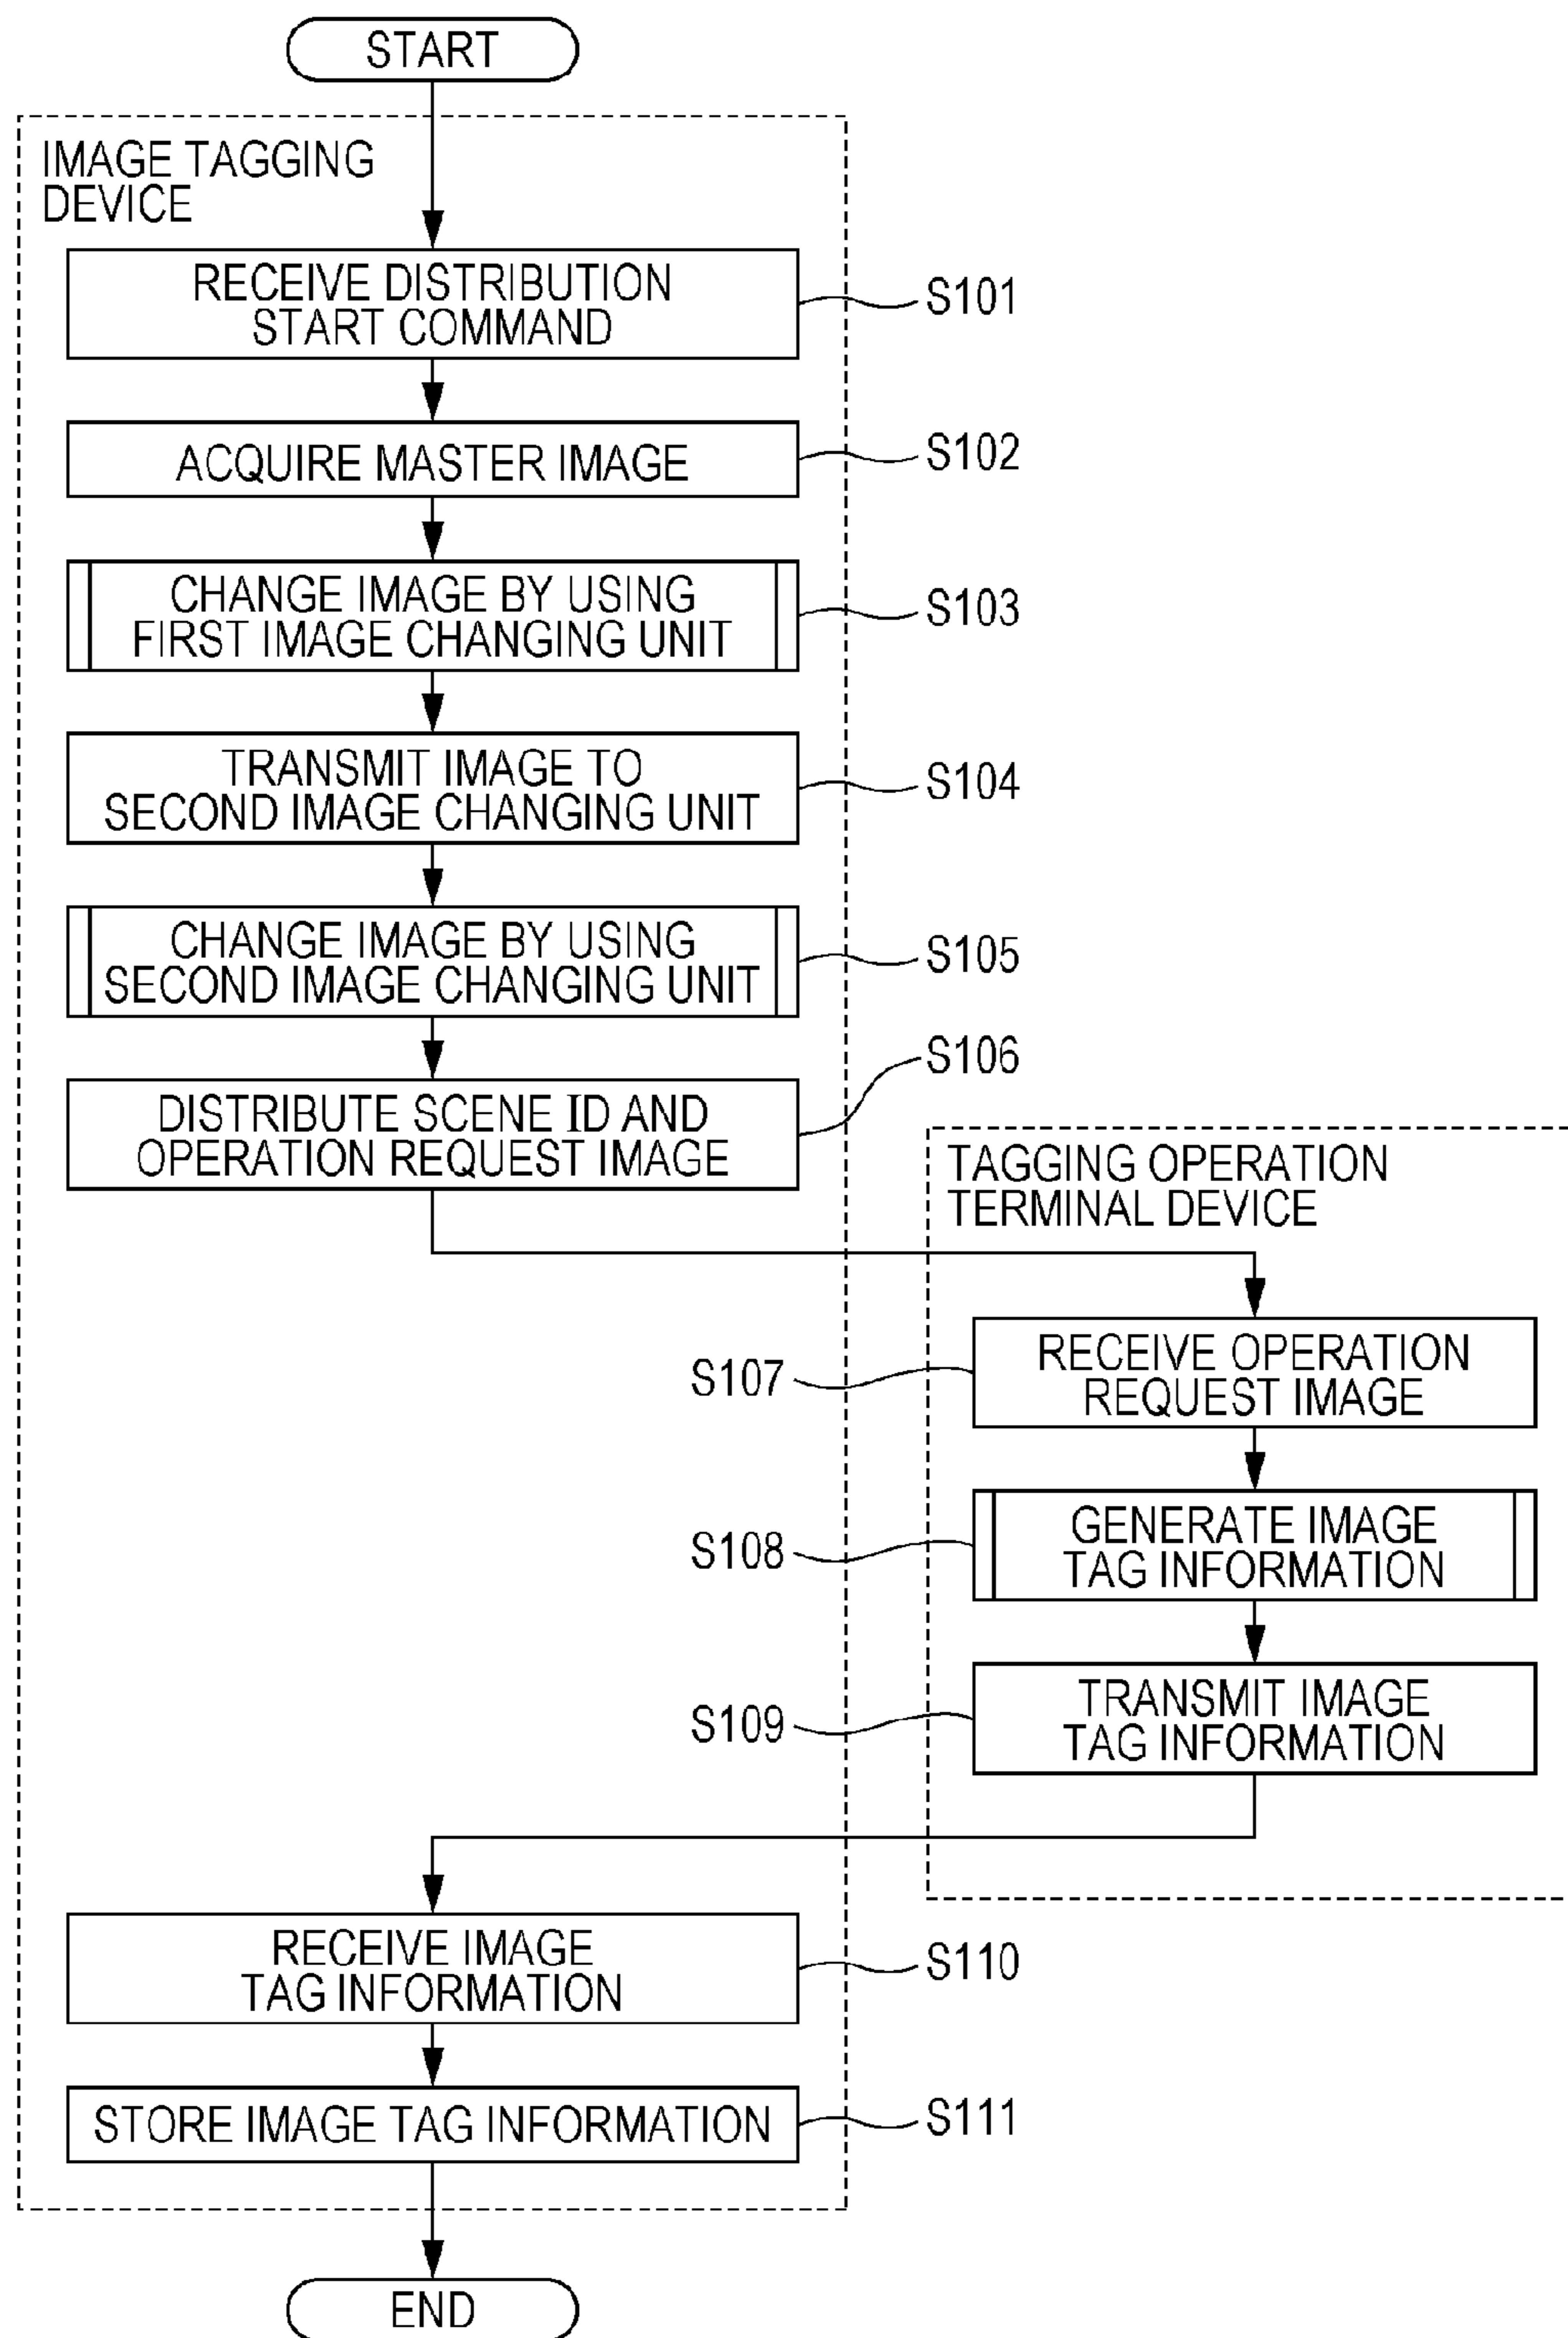 START
IMAGE TAGGING
DEVICE
RECEIVE DISTRIBUTION
START COMMAND
S101
ACQUIRE MASTER IMAGE
S102
CHANGE IMAGE BY USING
FIRST IMAGE CHANGING UNIT
S103
TRANSMIT IMAGE TO
SECOND IMAGE CHANGING UNIT
S104
CHANGE IMAGE BY USING
SECOND IMAGE CHANGING UNIT
S105
DISTRIBUTE SCENE ID AND
OPERATION REQUEST IMAGE
S106
TAGGING OPERATION
TERMINAL DEVICE
RECEIVE OPERATION
REQUEST IMAGE
S107
GENERATE IMAGE
TAG INFORMATION
S108
TRANSMIT IMAGE
TAG INFORMATION
S109
RECEIVE IMAGE
TAG INFORMATION
S110
STORE IMAGE TAG INFORMATION
S111
END